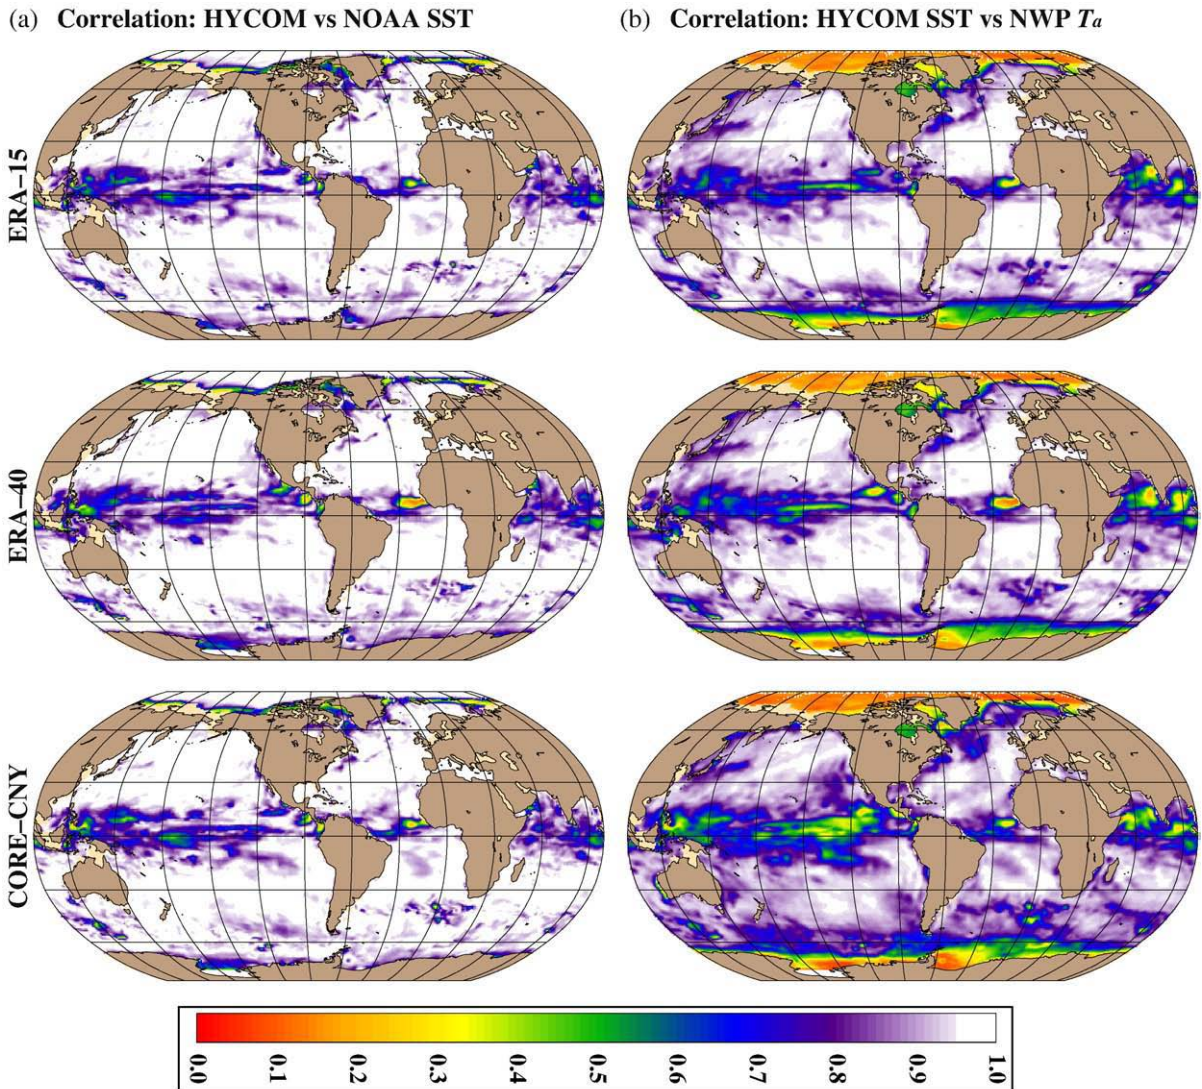 (a) Correlation: HYCOM vs NOAA SST
(b) Correlation: HYCOM SST vs NWP Ta
ERA−15
ERA−40
CORE−CNY
0.0 0.1 0.2 0.3 0.4 0.5 0.6 0.7 0.8 0.9 1.0